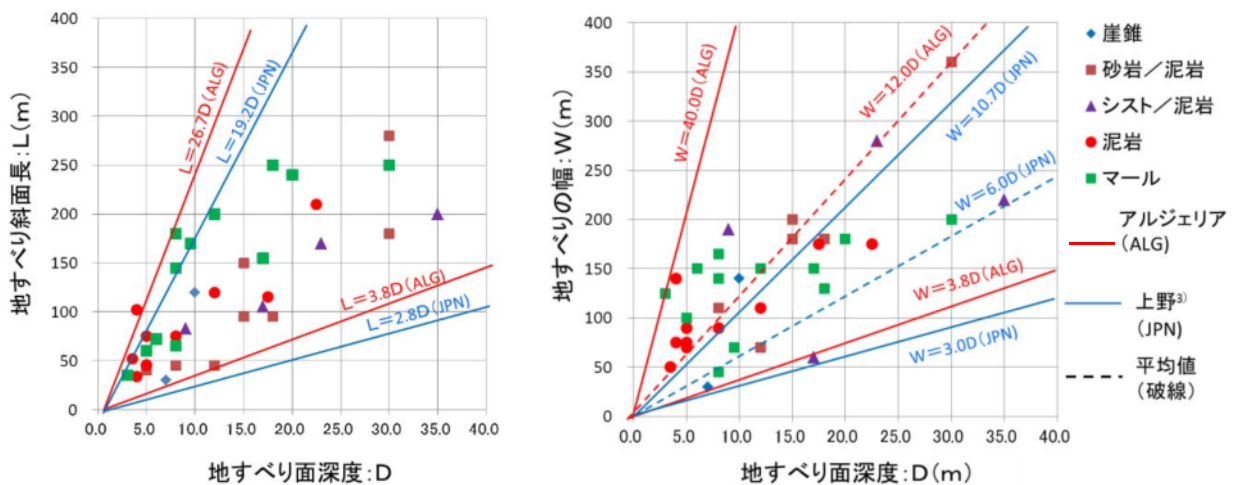 地すべり斜面長:L(m)
400
350
300
250
200
150
100
50
0
0.0 5.0 10.0 15.0 20.0 25.0 30.0 35.0 40.0
地すべり面深度:D
L=26.7D(ALG)
L=19.2D(JPN)
L=3.8D(ALG)
L=2.8D(JPN)
地すべりの幅:W(m)
400
350
300
250
200
150
100
50
0
0.0 5.0 10.0 15.0 20.0 25.0 30.0 35.0 40.0
地すべり面深度:D(m)
W=40.0D(ALG)
W=12.0D(ALG)
W=10.7D(JPN)
W=6.0D(JPN)
W=3.8D(ALG)
W=3.0D(JPN)
崖錐
砂岩/泥岩
シスト/泥岩
泥岩
マール
アルジェリア
(ALG)
上野3)
(JPN)
平均値
(破線)